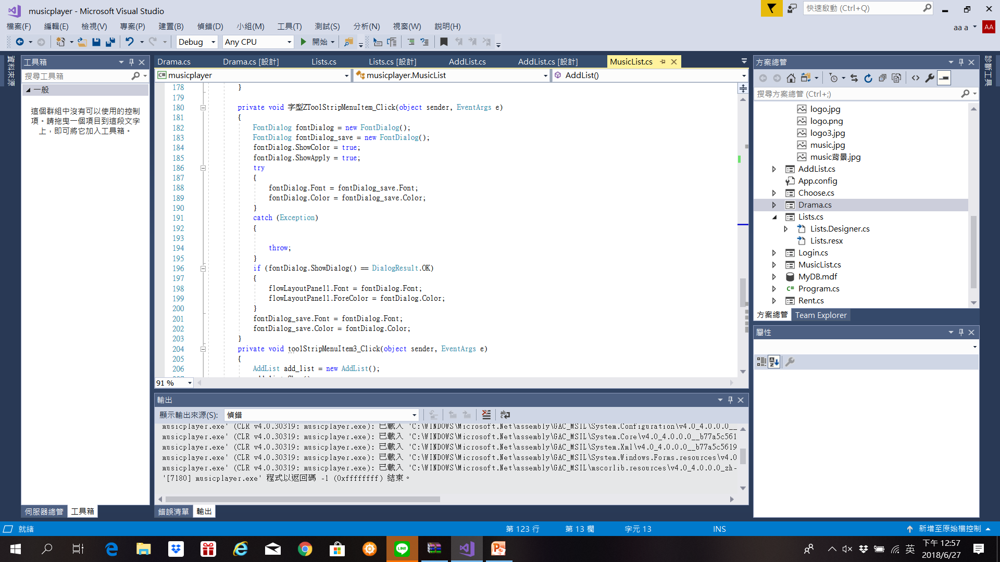 musicplayer - Microsoft Visual Studio
快速啟動 (Ctrl+Q)
檔案(F) 編輯(E) 檢視(V) 專案(P) 建置(B) 偵錯(D) 小組(M) 工具(T) 測試(S) 分析(N) 視窗(W) 說明(H)
aa a
AA
Debug
Any CPU
開始
資料來源
工具箱
搜尋工具箱
一般
這個群組中沒有可以使用的控制
項。請拖曳一個項目到這段文字
上，即可將它加入工具箱。
伺服器總管 工具箱
Drama.cs Drama.cs [設計] Lists.cs Lists.cs [設計] AddList.cs AddList.cs [設計] MusicList.cs
musicplayer
musicplayer.MusicList
AddList()
178 }
179
180 private void 字型ZToolStripMenuItem_Click(object sender, EventArgs e)
181 {
182 FontDialog fontDialog = new FontDialog();
183 FontDialog fontDialog_save = new FontDialog();
184 fontDialog.ShowColor = true;
185 fontDialog.ShowApply = true;
186 try
187 {
188 fontDialog.Font = fontDialog_save.Font;
189 fontDialog.Color = fontDialog_save.Color;
190 }
191 catch (Exception)
192 {
193
194 throw;
195 }
196 if (fontDialog.ShowDialog() == DialogResult.OK)
197 {
198 flowLayoutPanel1.Font = fontDialog.Font;
199 flowLayoutPanel1.ForeColor = fontDialog.Color;
200 }
201 fontDialog_save.Font = fontDialog.Font;
202 fontDialog_save.Color = fontDialog.Color;
203 }
204 private void toolStripMenuItem3_Click(object sender, EventArgs e)
205 {
206 AddList add_list = new AddList();
91 %
輸出
顯示輸出來源(S): 偵錯
musicplayer.exe' (CLR v4.0.30319: musicplayer.exe): 已載入 'C:\WINDOWS\Microsoft.Net\assembly\GAC_MSIL\System.Configuration\v4.0_4.0.0.0__
musicplayer.exe' (CLR v4.0.30319: musicplayer.exe): 已載入 'C:\WINDOWS\Microsoft.Net\assembly\GAC_MSIL\System.Core\v4.0_4.0.0.0__b77a5c561
musicplayer.exe' (CLR v4.0.30319: musicplayer.exe): 已載入 'C:\WINDOWS\Microsoft.Net\assembly\GAC_MSIL\System.Xml\v4.0_4.0.0.0__b77a5c5619
musicplayer.exe' (CLR v4.0.30319: musicplayer.exe): 已載入 'C:\WINDOWS\Microsoft.Net\assembly\GAC_MSIL\System.Windows.Forms.resources\v4.0
musicplayer.exe' (CLR v4.0.30319: musicplayer.exe): 已載入 'C:\WINDOWS\Microsoft.Net\assembly\GAC_MSIL\mscorlib.resources\v4.0_4.0.0.0_zh-
'[7180] musicplayer.exe' 程式以返回碼 -1 (0xffffffff) 結束。
錯誤清單 輸出
方案總管
搜尋方案總管 (Ctrl+;)
logo.jpg
logo.png
logo3.jpg
music.jpg
music背景.jpg
AddList.cs
App.config
Choose.cs
Drama.cs
Lists.cs
Lists.Designer.cs
Lists.resx
Login.cs
MusicList.cs
MyDB.mdf
Program.cs
Rent.cs
方案總管 Team Explorer
屬性
診斷工具
就緒
第 123 行 第 13 欄 字元 13 INS
新增至原始檔控制
LINE
英
下午 12:57
2018/6/27